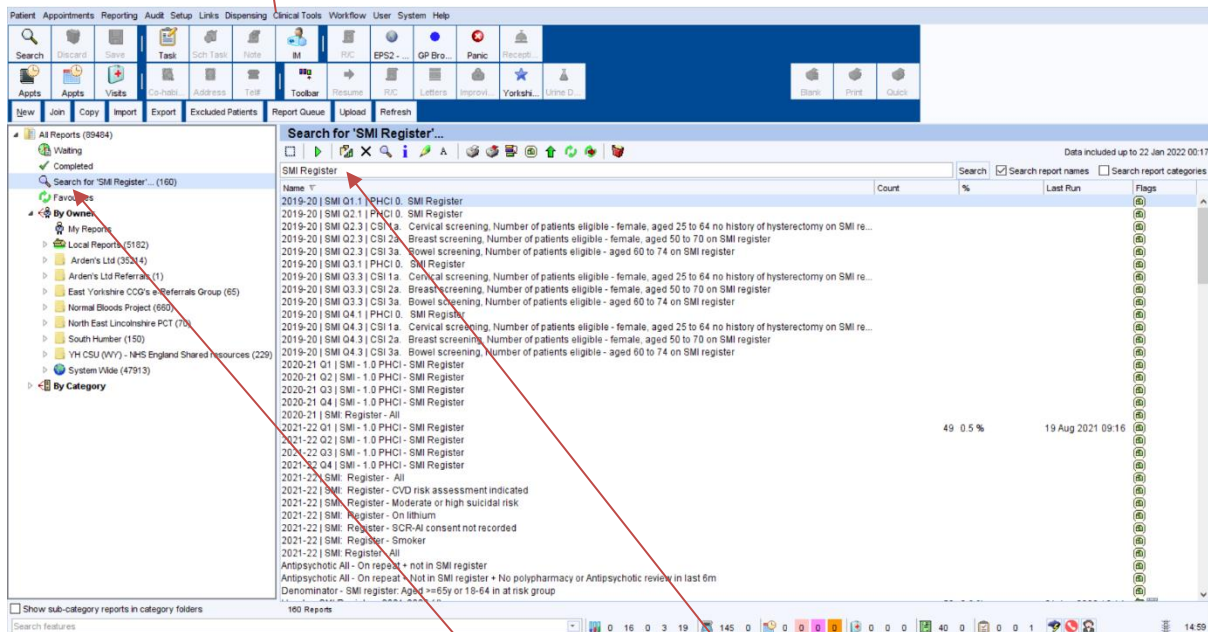 Patient Appointments Reporting Audit Setup Links Dispensing Clinical Tools Workflow User System Help
Search Discard Save Task Sch Task Note IM R/C EPS2 - ... GP Bro... Panic Recepti...
Appts Appts Visits Co-habi... Address Tel# Toolbar Resume R/C Letters Improvi... Yorkshi... Urine D... Blank Print Quick
New Join Copy Import Export Excluded Patients Report Queue Upload Refresh
All Reports (89484)
Waiting
Completed
Search for 'SMI Register'... (160)
Favourites
By Owner
My Reports
Local Reports (5182)
Arden's Ltd (35214)
Arden's Ltd Referrals (1)
East Yorkshire CCG's e-Referrals Group (65)
Normal Bloods Project (660)
North East Lincolnshire PCT (70)
South Humber (150)
YH CSU (WY) - NHS England Shared resources (229)
System Wide (47913)
By Category
Show sub-category reports in category folders
Search features
Search for 'SMI Register'...
Data included up to 22 Jan 2022 00:17
SMI Register Search Search report names Search report categories
Name Count % Last Run Flags
2019-20 | SMI Q1.1 | PHCI 0. SMI Register
2019-20 | SMI Q2.1 | PHCI 0. SMI Register
2019-20 | SMI Q2.3 | CSI 1a. Cervical screening, Number of patients eligible - female, aged 25 to 64 no history of hysterectomy on SMI re...
2019-20 | SMI Q2.3 | CSI 2a. Breast screening, Number of patients eligible - female, aged 50 to 70 on SMI register
2019-20 | SMI Q2.3 | CSI 3a. Bowel screening, Number of patients eligible - aged 60 to 74 on SMI register
2019-20 | SMI Q3.1 | PHCI 0. SMI Register
2019-20 | SMI Q3.3 | CSI 1a. Cervical screening, Number of patients eligible - female, aged 25 to 64 no history of hysterectomy on SMI re...
2019-20 | SMI Q3.3 | CSI 2a. Breast screening, Number of patients eligible - female, aged 50 to 70 on SMI register
2019-20 | SMI Q3.3 | CSI 3a. Bowel screening, Number of patients eligible - aged 60 to 74 on SMI register
2019-20 | SMI Q4.1 | PHCI 0. SMI Register
2019-20 | SMI Q4.3 | CSI 1a. Cervical screening, Number of patients eligible - female, aged 25 to 64 no history of hysterectomy on SMI re...
2019-20 | SMI Q4.3 | CSI 2a. Breast screening, Number of patients eligible - female, aged 50 to 70 on SMI register
2019-20 | SMI Q4.3 | CSI 3a. Bowel screening, Number of patients eligible - aged 60 to 74 on SMI register
2020-21 Q1 | SMI - 1.0 PHCI - SMI Register
2020-21 Q2 | SMI - 1.0 PHCI - SMI Register
2020-21 Q3 | SMI - 1.0 PHCI - SMI Register
2020-21 Q4 | SMI - 1.0 PHCI - SMI Register
2020-21 | SMI: Register - All
2021-22 Q1 | SMI - 1.0 PHCI - SMI Register 49 0.5 % 19 Aug 2021 09:16
2021-22 Q2 | SMI - 1.0 PHCI - SMI Register
2021-22 Q3 | SMI - 1.0 PHCI - SMI Register
2021-22 Q4 | SMI - 1.0 PHCI - SMI Register
2021-22 | SMI: Register - All
2021-22 | SMI: Register - CVD risk assessment indicated
2021-22 | SMI: Register - Moderate or high suicidal risk
2021-22 | SMI: Register - On lithium
2021-22 | SMI: Register - SCR-AI consent not recorded
2021-22 | SMI: Register - Smoker
2021-22 | SMI: Register - All
Antipsychotic All - On repeat + not in SMI register
Antipsychotic All - On repeat + Not in SMI register + No polypharmacy or Antipsychotic review in last 6m
Denominator - SMI register: Aged >=65y or 18-64 in at risk group
160 Reports
0 16 0 3 19 145 0 0 0 0 0 0 0 0 40 0 0 0 1 14:59